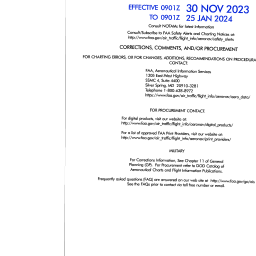 EFFECTIVE 0901Z 30 NOV 2023
TO 0901Z 25 JAN 2024
Consult NOTAMs for latest information
Consult/Subscribe to FAA Safety Alerts and Charting Notices at:
http://www.faa.gov/air_traffic/flight_info/aeronav/safety_alerts
CORRECTIONS, COMMENTS, AND/OR PROCUREMENT
FOR CHARTING ERRORS, OR FOR CHANGES, ADDITIONS, RECOMMENDATIONS ON PROCEDURA
CONTACT:
FAA, Aeronautical Information Services
1305 East-West Highway
SSMC 4, Suite 4400
Silver Spring, MD 20910-3281
Telephone 1-800-638-8972
https://www.faa.gov/air_traffic/flight_info/aeronav/aero_data/
FOR PROCUREMENT CONTACT:
For digital products, visit our website at:
http://www.faa.gov/air_traffic/flight_info/aeronav/digital_products/
For a list of approved FAA Print Providers, visit our website at:
http://www.faa.gov/air_traffic/flight_info/aeronav/print_providers/
MILITARY
For Corrections Information, See Chapter 11 of General
Planning (GP). For Procurement refer to DOD Catalog of
Aeronautical Charts and Flight Information Publications.
Frequently asked questions (FAQ) are answered on our web site at http://www.faa.gov/go/ais
See the FAQs prior to contact via toll free number or email.